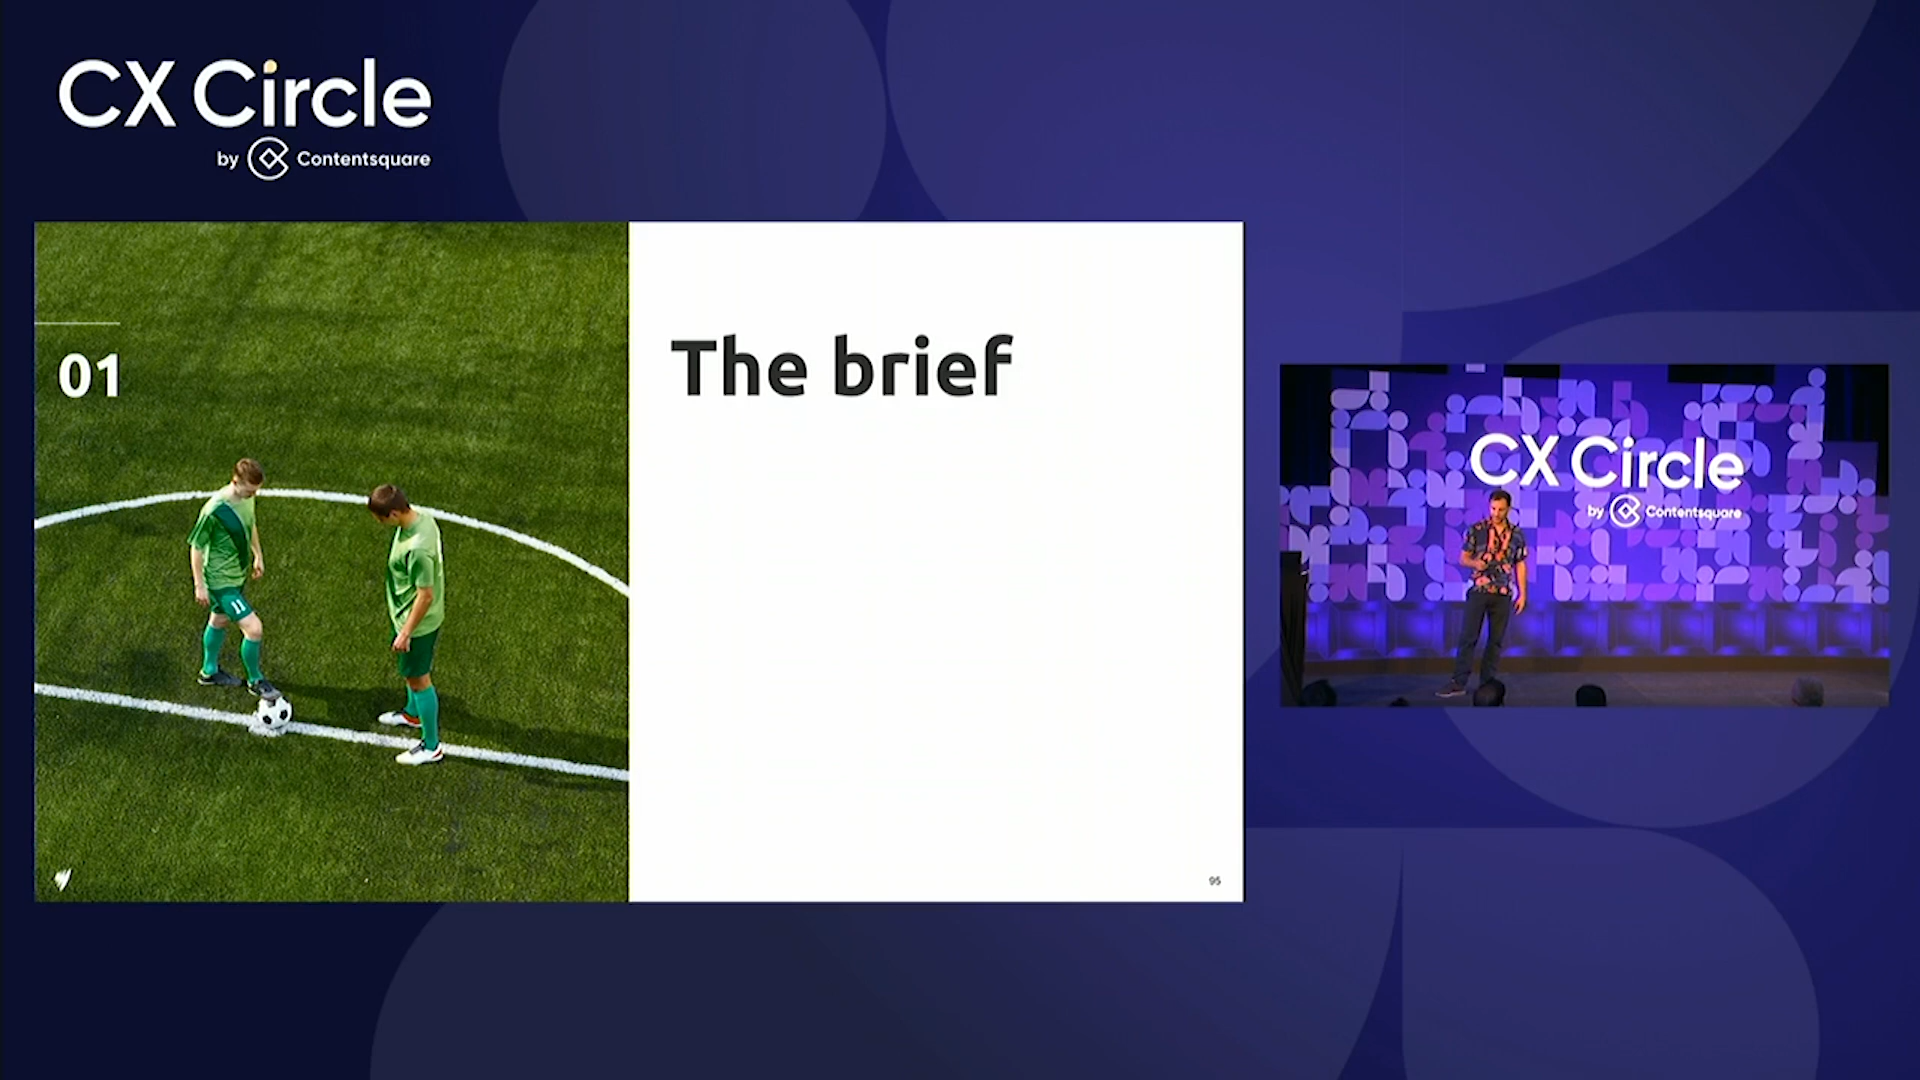 CX Circle
by Contentsquare
01
The brief
11
95
CX Circle
by Contentsquare